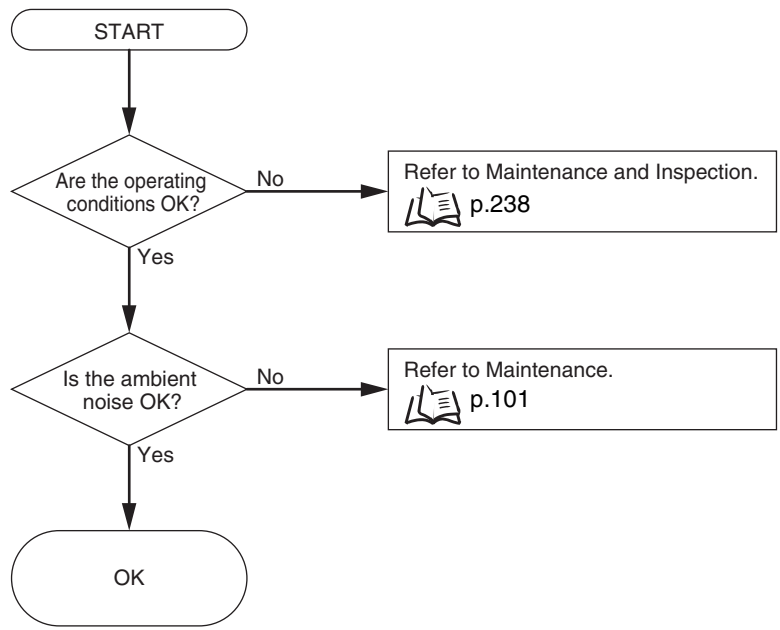 START
Are the operating
conditions OK?
No
Refer to Maintenance and Inspection.
p.238
Yes
Is the ambient
noise OK?
No
Refer to Maintenance.
p.101
Yes
OK